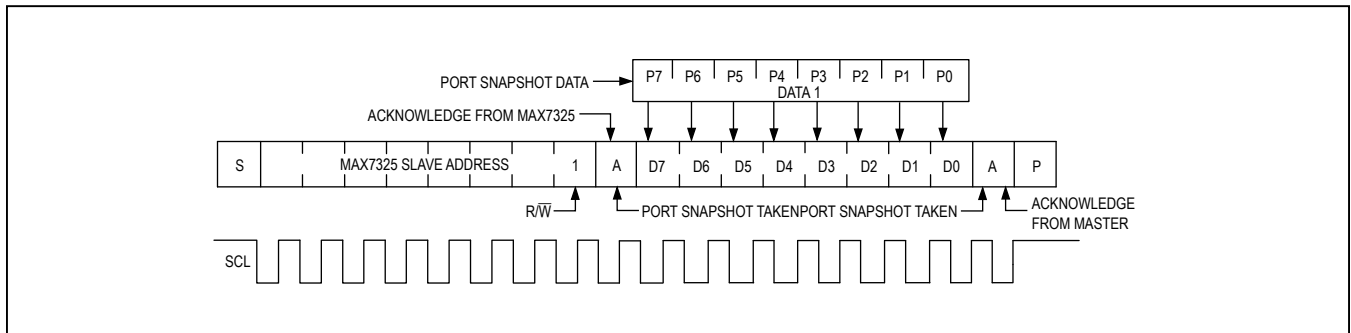 PORT SNAPSHOT DATA
P7 P6 P5 P4 P3 P2 P1 P0
DATA 1
ACKNOWLEDGE FROM MAX7325
S MAX7325 SLAVE ADDRESS 1 A D7 D6 D5 D4 D3 D2 D1 D0 A P
R/W̅ PORT SNAPSHOT TAKENPORT SNAPSHOT TAKEN ACKNOWLEDGE
FROM MASTER
SCL